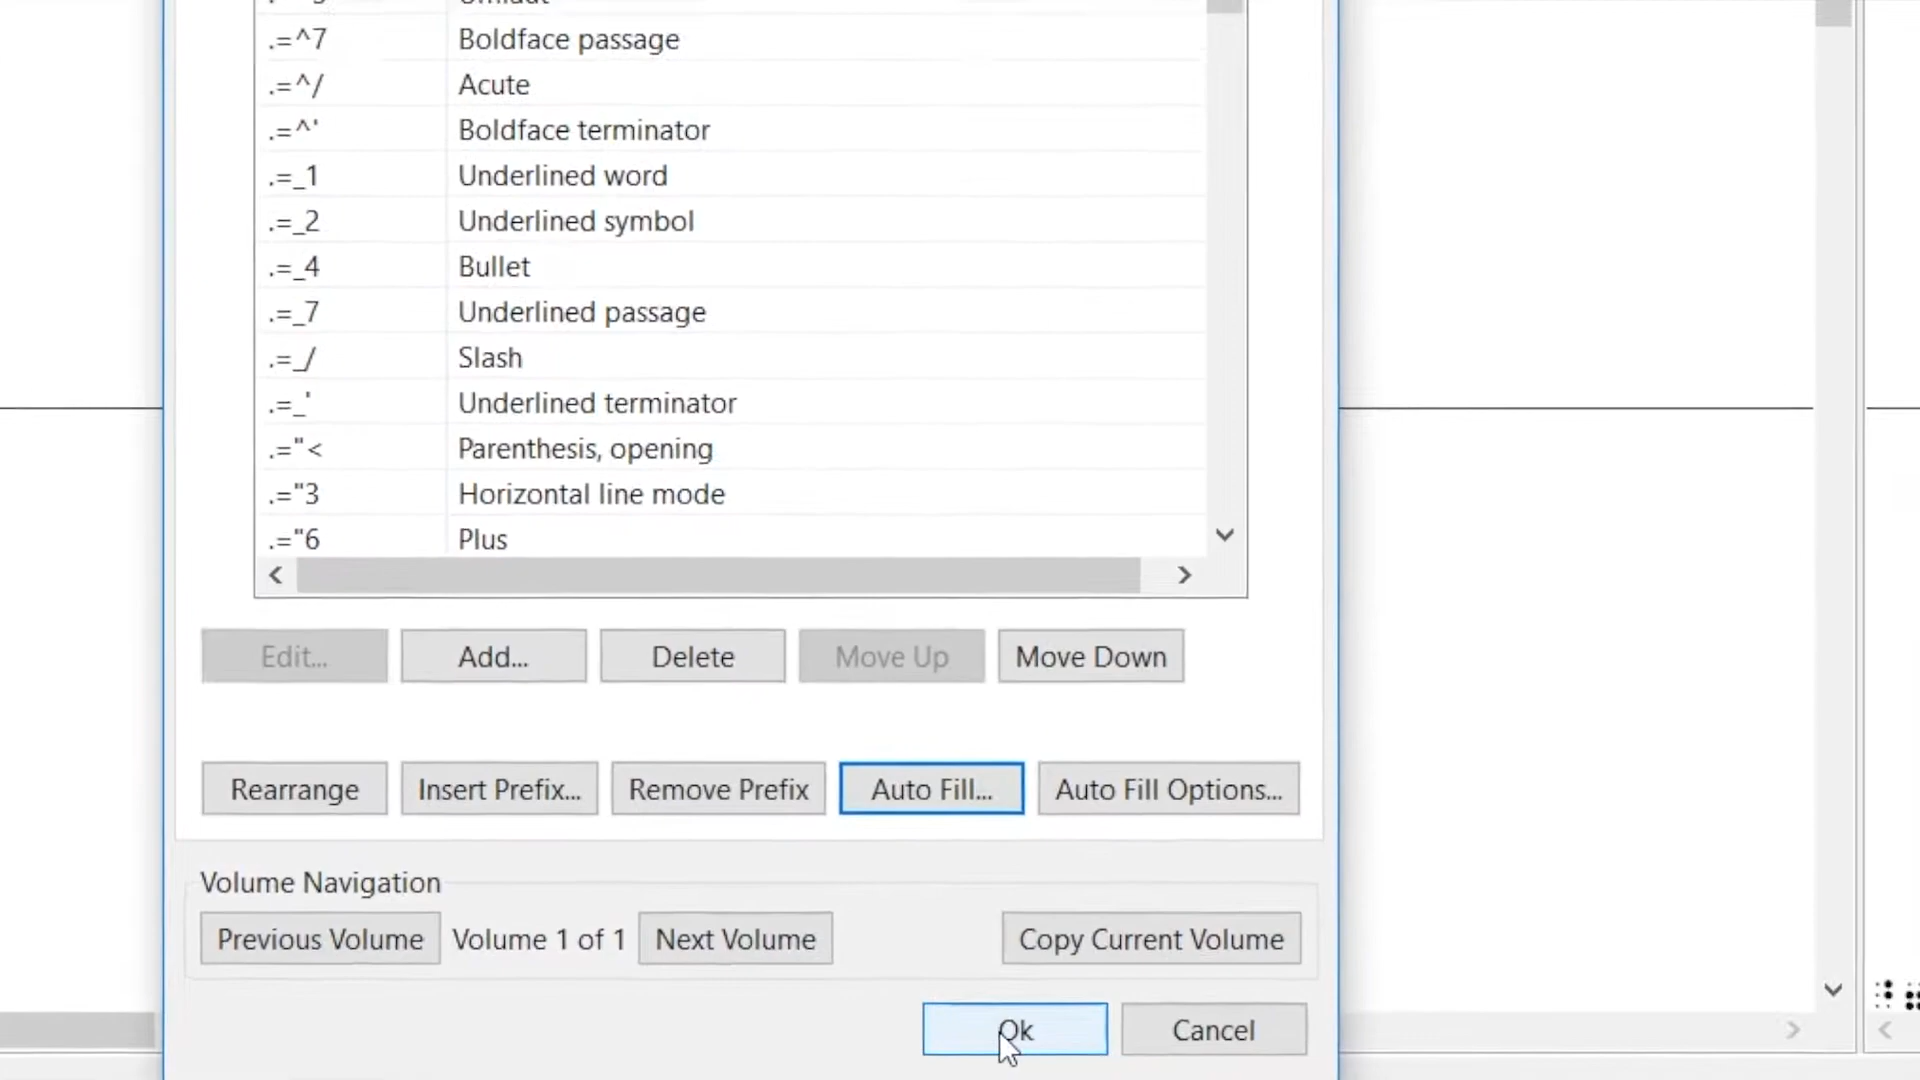 Umlaut
.=^7 Boldface passage
.=^/ Acute
.=^' Boldface terminator
.=_1 Underlined word
.=_2 Underlined symbol
.=_4 Bullet
.=_7 Underlined passage
.=_/ Slash
.=_' Underlined terminator
.="< Parenthesis, opening
.="3 Horizontal line mode
.="6 Plus
Edit... Add... Delete Move Up Move Down
Rearrange Insert Prefix... Remove Prefix Auto Fill... Auto Fill Options...
Volume Navigation
Previous Volume Volume 1 of 1 Next Volume Copy Current Volume
Ok Cancel